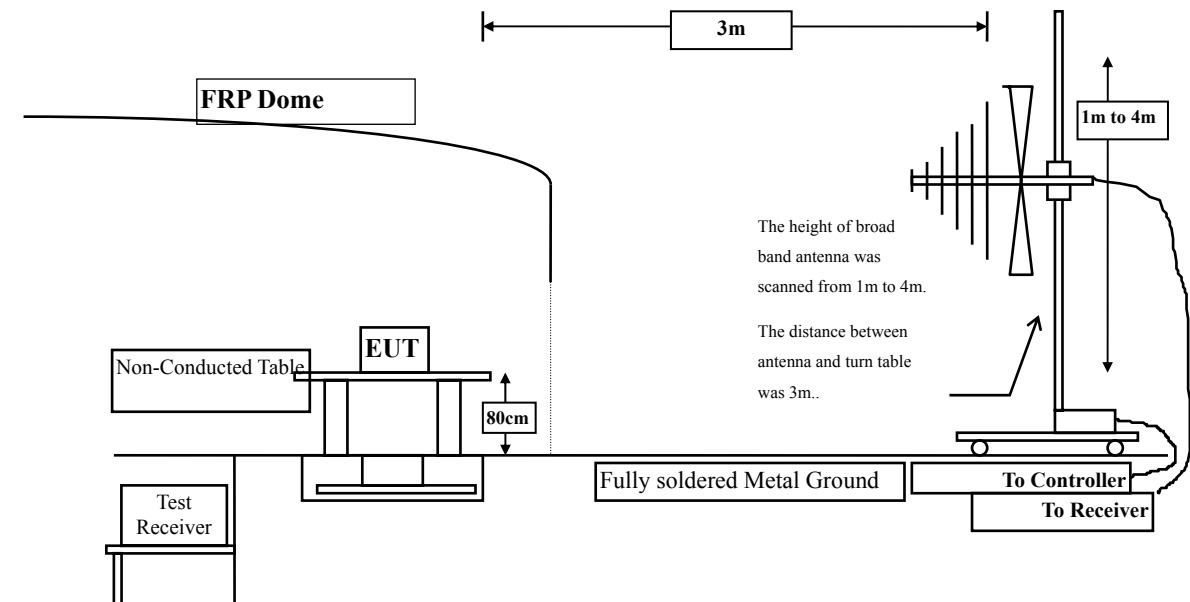 3m
FRP Dome
1m to 4m
The height of broad
band antenna was
scanned from 1m to 4m.
The distance between
antenna and turn table
was 3m..
EUT
Non-Conducted Table
80cm
Fully soldered Metal Ground
To Controller
To Receiver
Test
Receiver